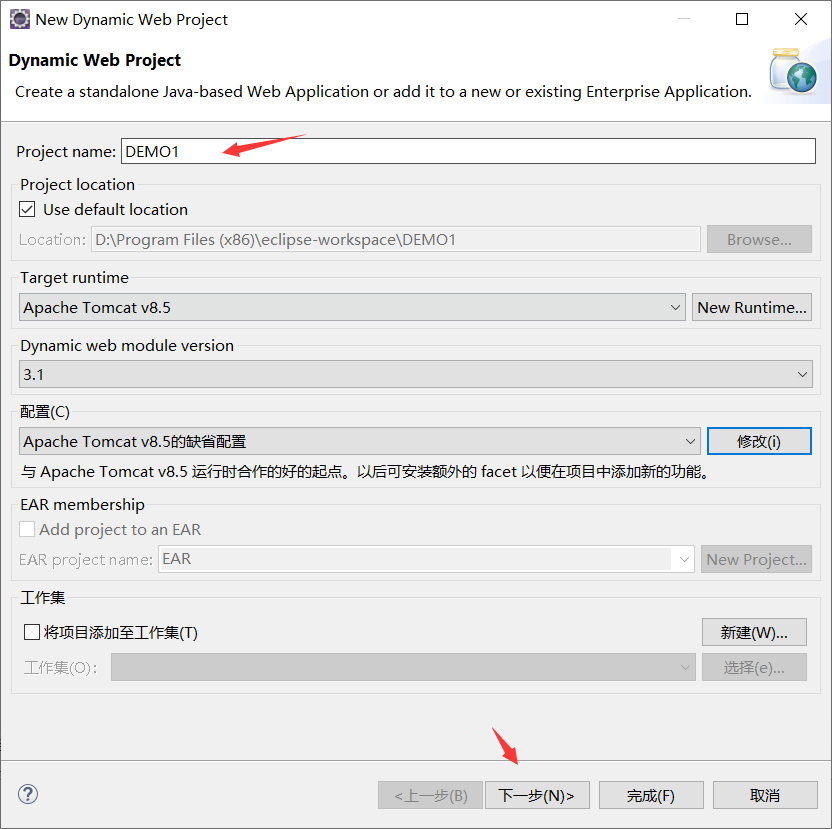 New Dynamic Web Project
Dynamic Web Project
Create a standalone Java-based Web Application or add it to a new or existing Enterprise Application.
Project name: DEMO1
Project location
Use default location
Location: D:\Program Files (x86)\eclipse-workspace\DEMO1 Browse...
Target runtime
Apache Tomcat v8.5 New Runtime...
Dynamic web module version
3.1
配置(C)
Apache Tomcat v8.5的缺省配置 修改(i)
与 Apache Tomcat v8.5 运行时合作的好的起点。以后可安装额外的 facet 以便在项目中添加新的功能。
EAR membership
Add project to an EAR
EAR project name: EAR New Project...
工作集
将项目添加至工作集(T) 新建(W)...
工作集(O): 选择(e)...
? <上一步(B) 下一步(N)> 完成(F) 取消